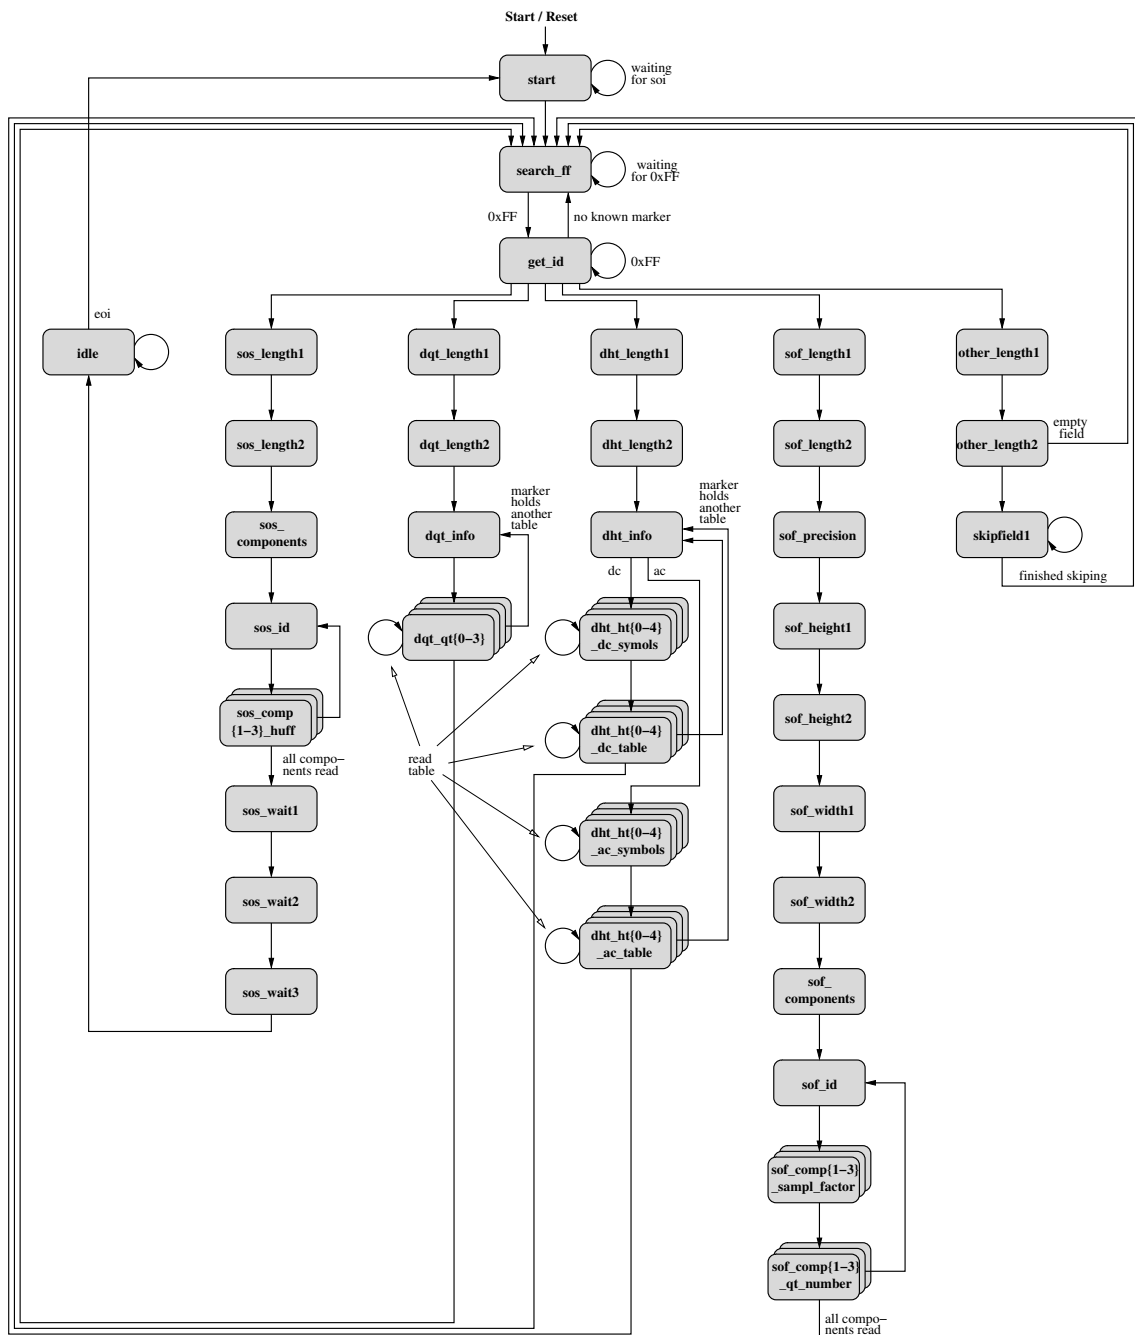 Start / Reset
start
waiting
for soi
search_ff
waiting
for 0xFF
0xFF
no known marker
get_id
0xFF
eoi
idle
sos_length1
dqt_length1
dht_length1
sof_length1
other_length1
sos_length2
dqt_length2
dht_length2
sof_length2
other_length2
empty
field
marker
holds
another
table
marker
holds
another
table
sos_
components
dqt_info
dht_info
sof_precision
skipfield1
dc
ac
finished skiping
sos_id
dqt_qt{0−3}
dht_ht{0−4}
_dc_symols
sof_height1
sos_comp
{1−3}_huff
dht_ht{0−4}
_dc_table
sof_height2
all compo−
nents read
read
table
sos_wait1
dht_ht{0−4}
_ac_symbols
sof_width1
sos_wait2
dht_ht{0−4}
_ac_table
sof_width2
sos_wait3
sof_
components
sof_id
sof_comp{1−3}
_sampl_factor
sof_comp{1−3}
_qt_number
all compo−
nents read